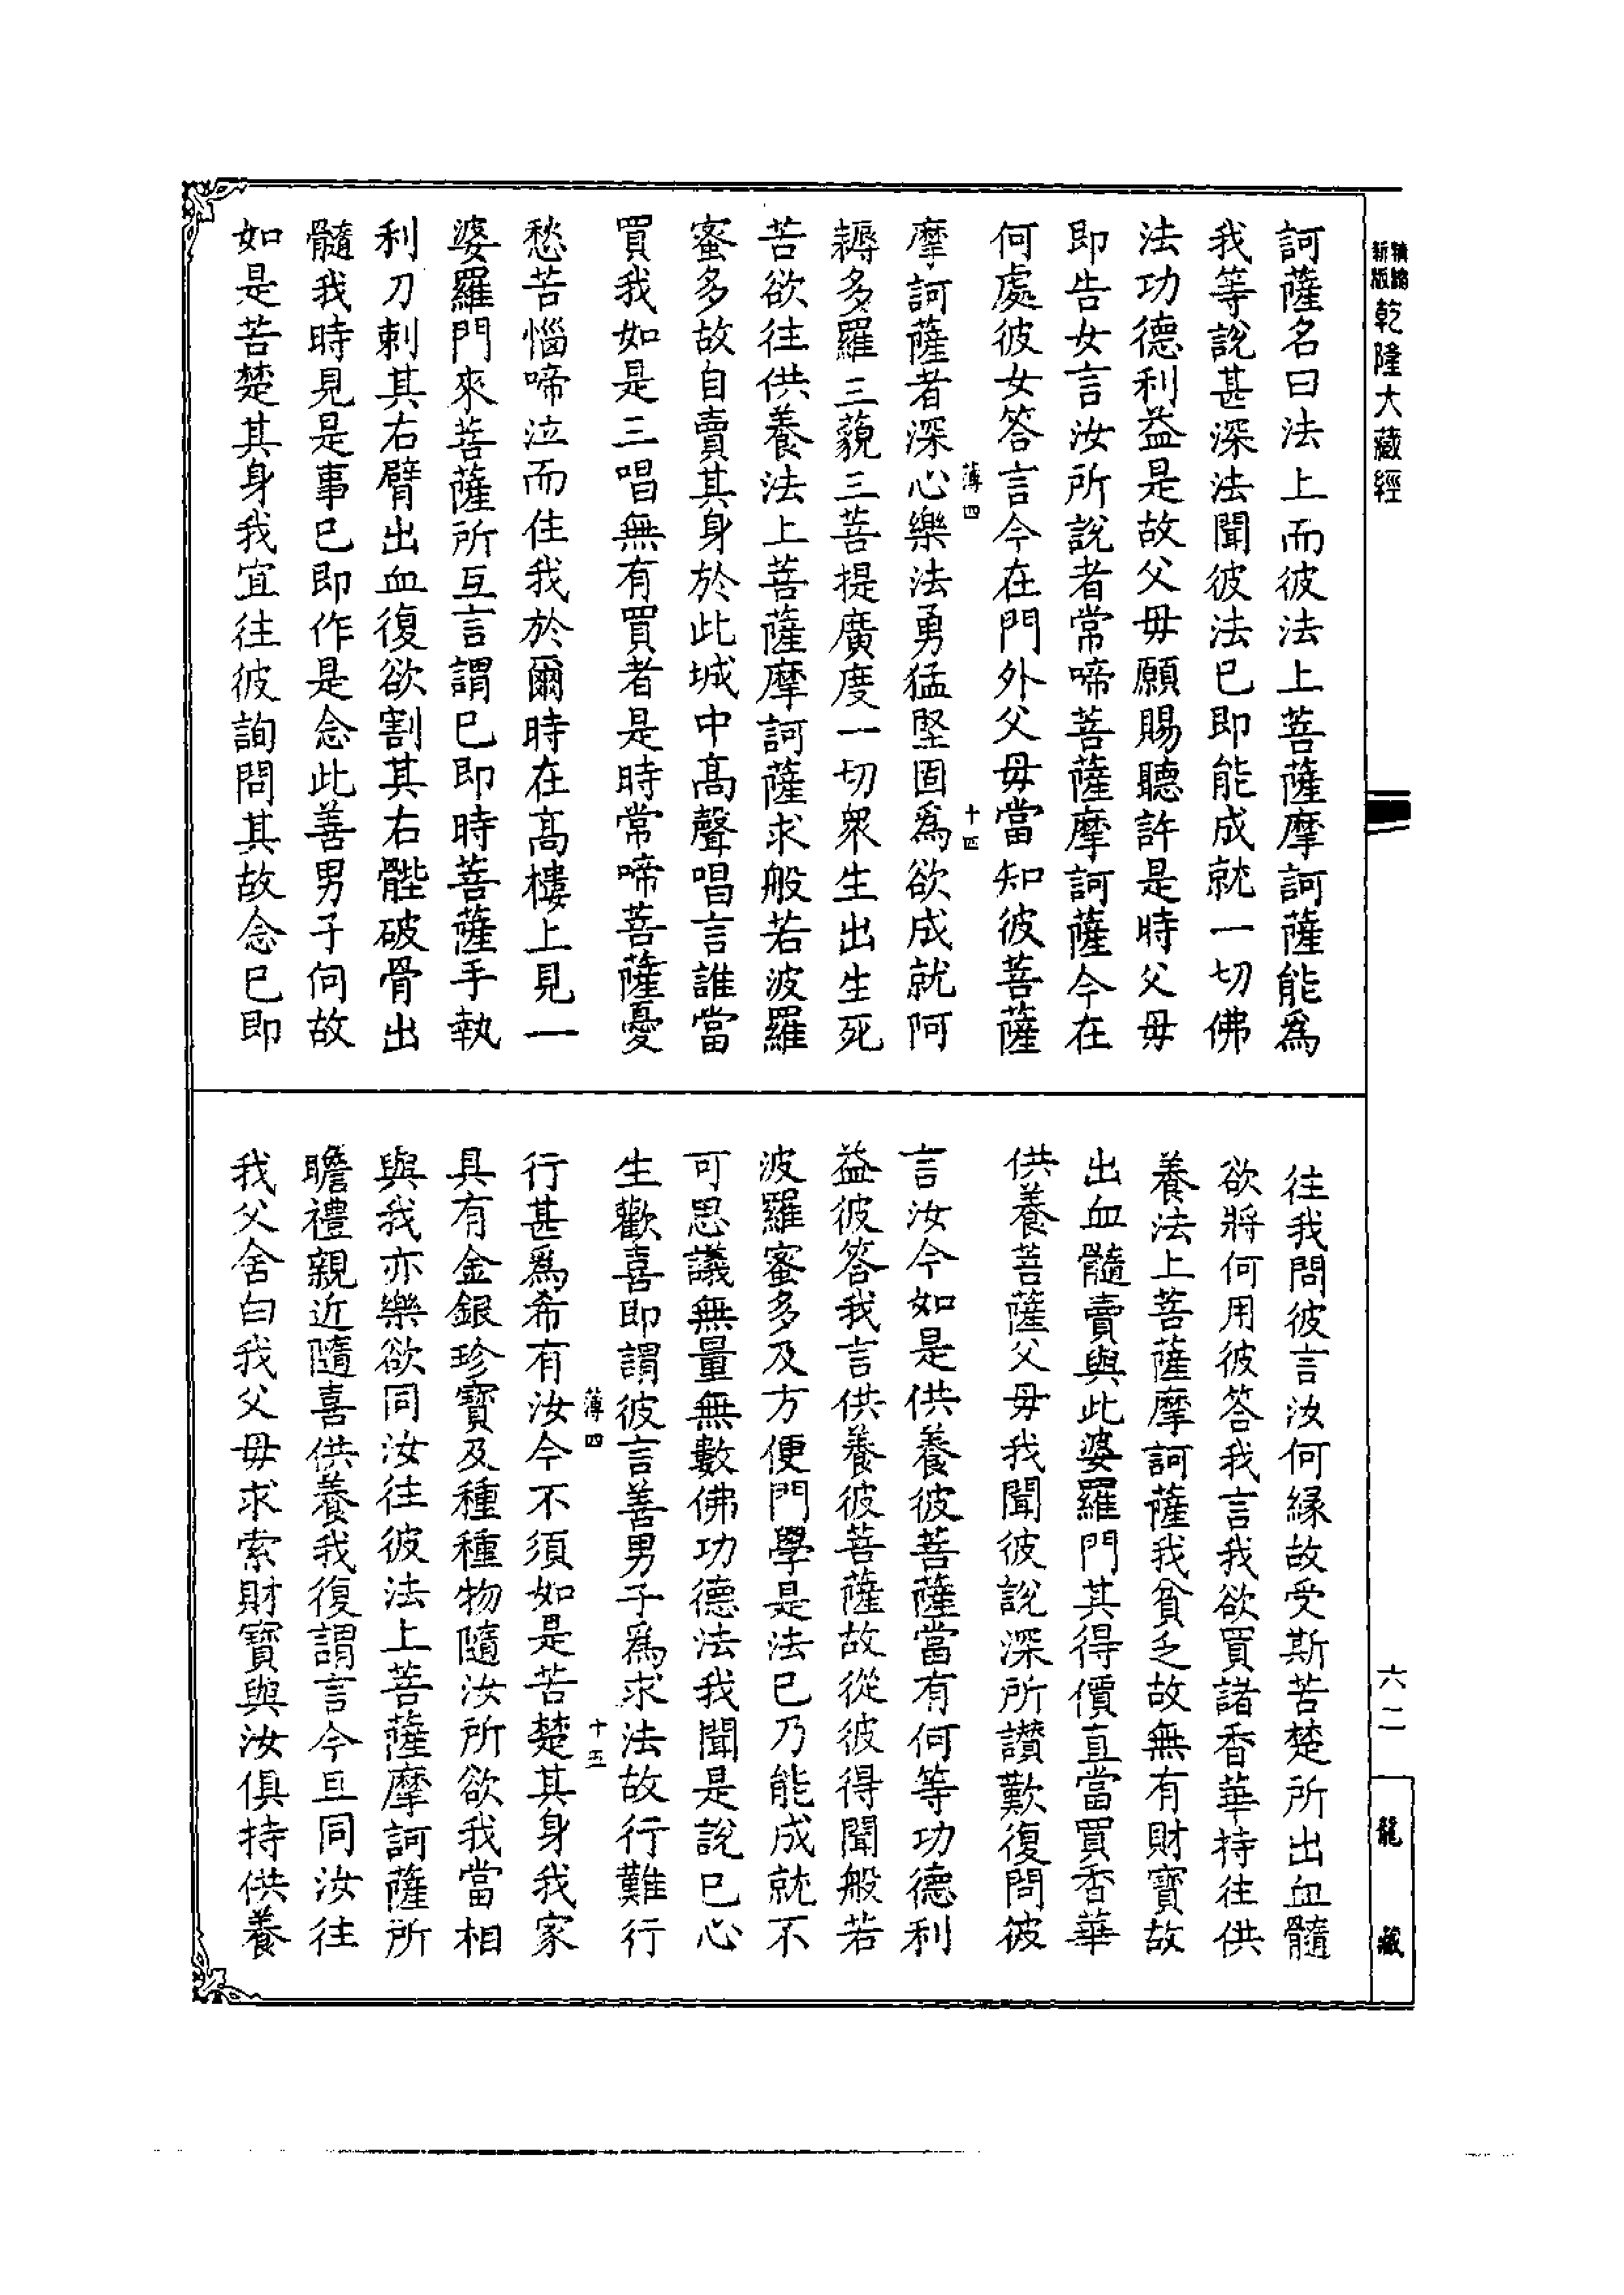 乾隆大藏經
訶薩名曰法上而彼法上菩薩摩訶薩能爲
我等說甚深法聞彼法已即能成就一切佛
法功德利益是故父母願賜聽許是時父母
即告女言汝所說者常啼菩薩摩訶薩今在
何處彼女答言今在門外父母當知彼菩薩
薄四 十四
摩訶薩者深心樂法勇猛堅固爲欲成就阿
耨多羅三藐三菩提廣度一切衆生出生死
苦欲往供養法上菩薩摩訶薩求般若波羅
蜜多故自賣其身於此城中高聲唱言誰當
買我如是三唱無有買者是時常啼菩薩憂
愁苦惱啼泣而住我於爾時在高樓上見一
婆羅門來菩薩所互言謂已即時菩薩手執
利刀刺其右臂出血復欲割其右髀破骨出
髓我時見是事已即作是念此善男子何故
如是苦楚其身我宜往彼詢問其故念已即
往我問彼言汝何緣故受斯苦楚所出血髓
欲將何用彼答我言我欲買諸香華持往供
養法上菩薩摩訶薩我貧乏故無有財寶故
出血髓賣與此婆羅門其得價直當買香華
供養菩薩父母我聞彼說深所讚歎復問彼
言汝今如是供養彼菩薩當有何等功德利
益彼答我言供養彼菩薩故從彼得聞般若
波羅蜜多及方便門學是法已乃能成就不
可思議無量無數佛功德法我聞是說已心
生歡喜即謂彼言善男子爲求法故行難行
薄四 十五
行甚爲希有汝今不須如是苦楚其身我家
具有金銀珍寶及種種物隨汝所欲我當相
與我亦樂欲同汝往彼法上菩薩摩訶薩所
瞻禮親近隨喜供養我復謂言今且同汝往
我父舍白我父母求索財寶與汝俱持供養
六二
龍藏